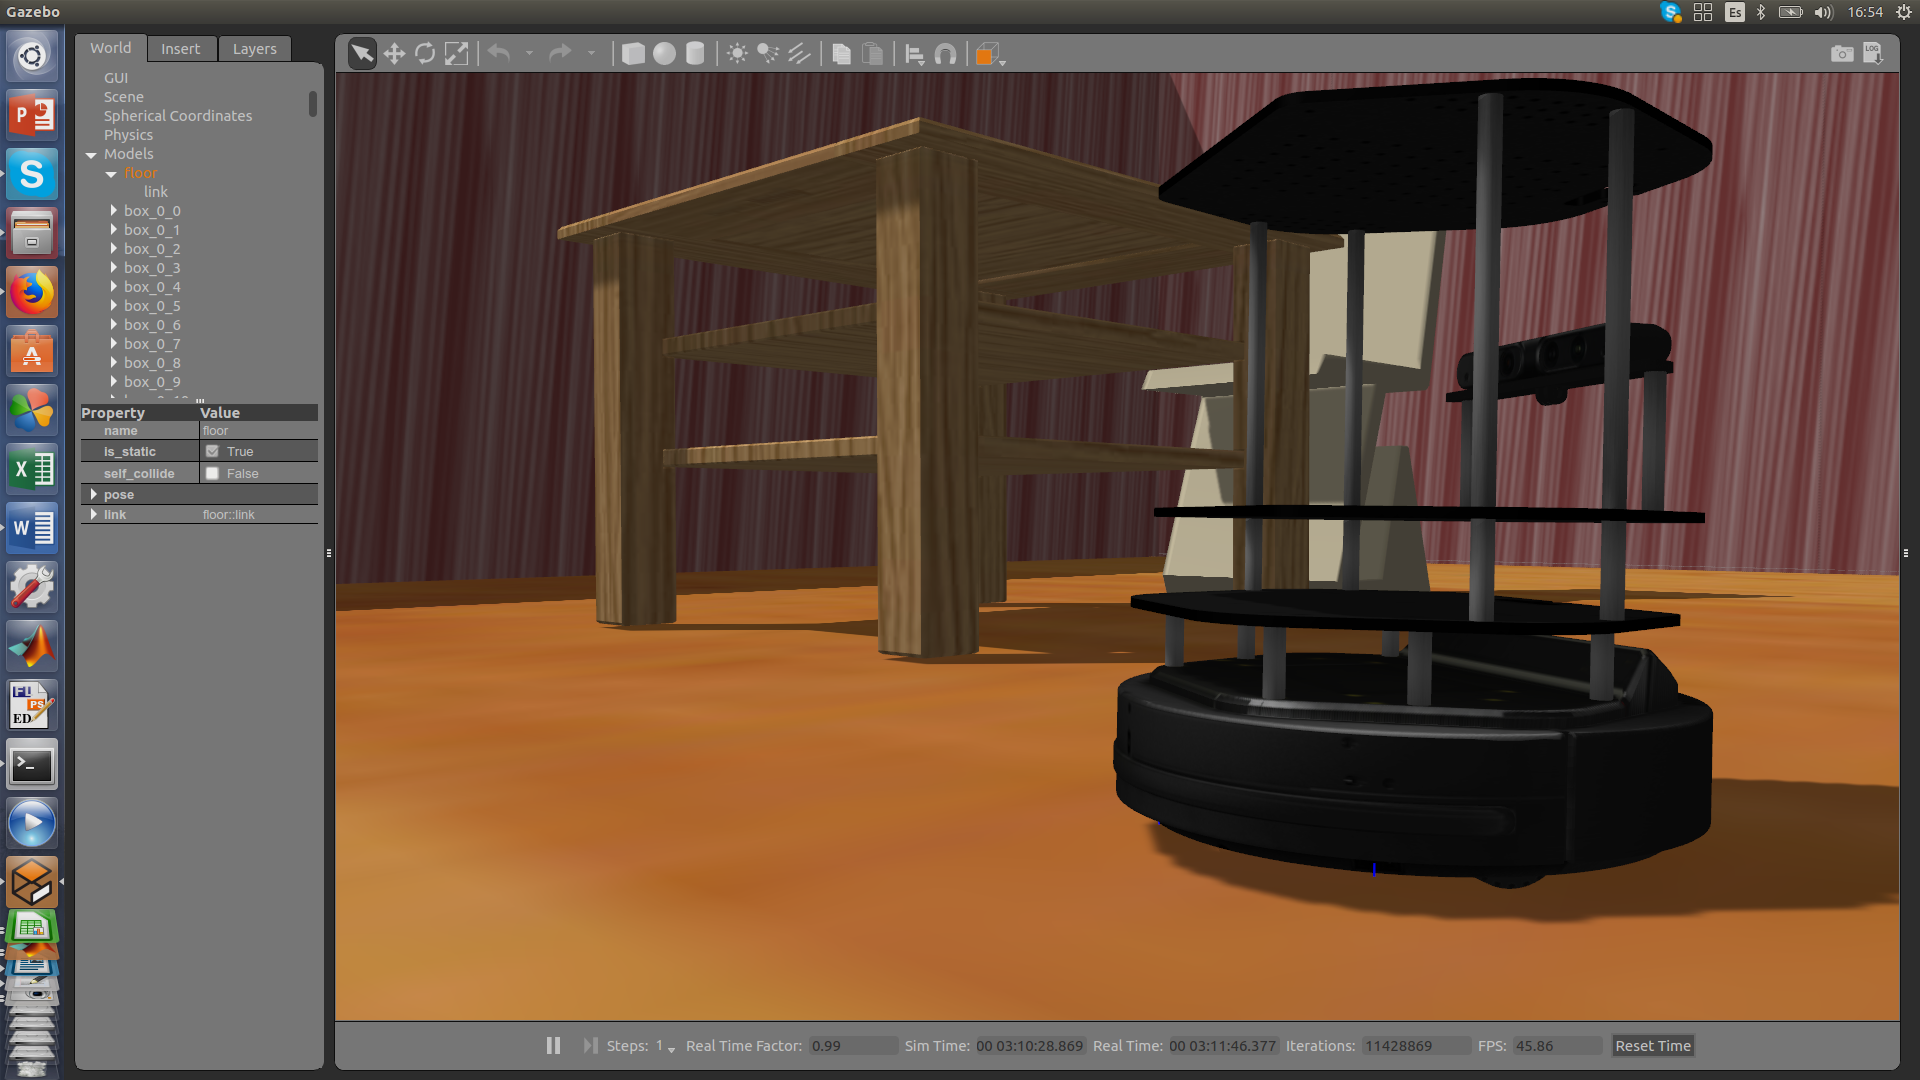 Gazebo
Es
16:54
World Insert Layers
LOG
GUI
Scene
Spherical Coordinates
Physics
Models
floor
link
box_0_0
box_0_1
box_0_2
box_0_3
box_0_4
box_0_5
box_0_6
box_0_7
box_0_8
box_0_9
Property Value
name floor
is_static True
self_collide False
pose
link floor::link
Steps: 1 Real Time Factor: 0.99 Sim Time: 00 03:10:28.869 Real Time: 00 03:11:46.377 Iterations: 11428869 FPS: 45.86 Reset Time